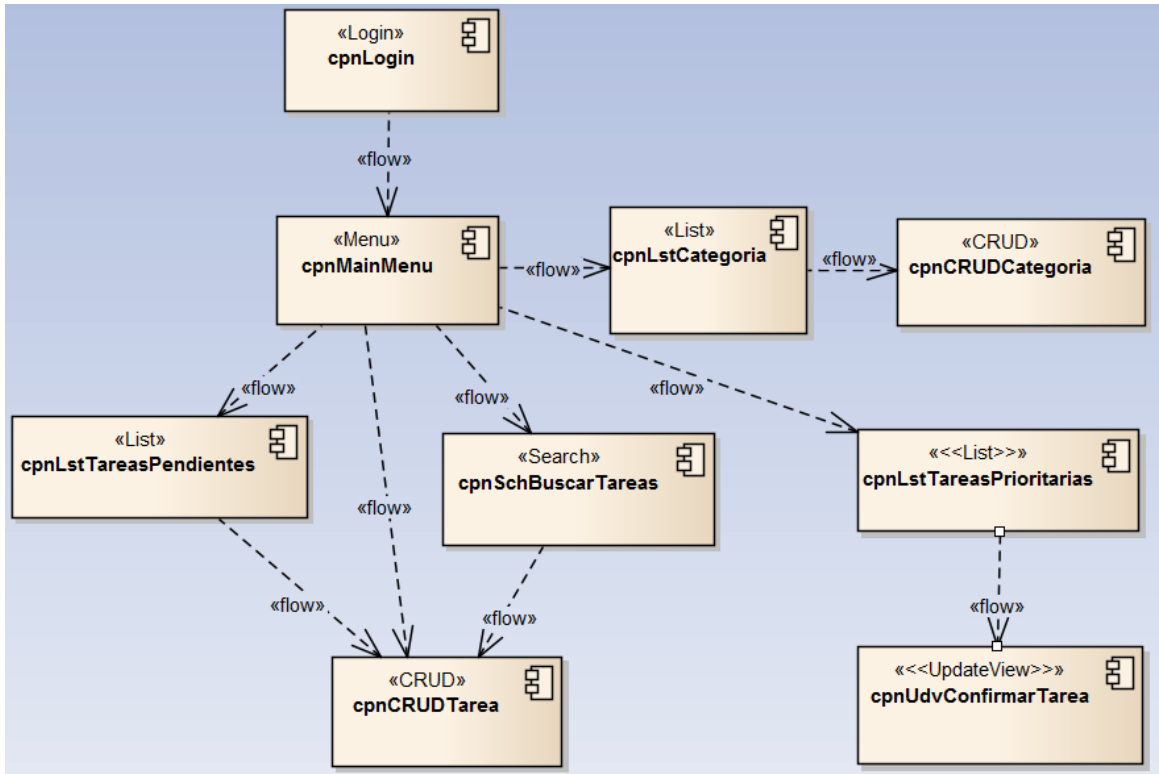 «Login»
cpnLogin
«flow»
«Menu»
cpnMainMenu
«flow»
«List»
cpnLstCategoria
«flow»
«CRUD»
cpnCRUDCategoria
«flow»
«flow»
«flow»
«flow»
«List»
cpnLstTareasPendientes
«Search»
cpnSchBuscarTareas
<<List>>
cpnLstTareasPrioritarias
«flow»
«flow»
«flow»
«CRUD»
cpnCRUDTarea
<<UpdateView>>
cpnUdvConfirmarTarea